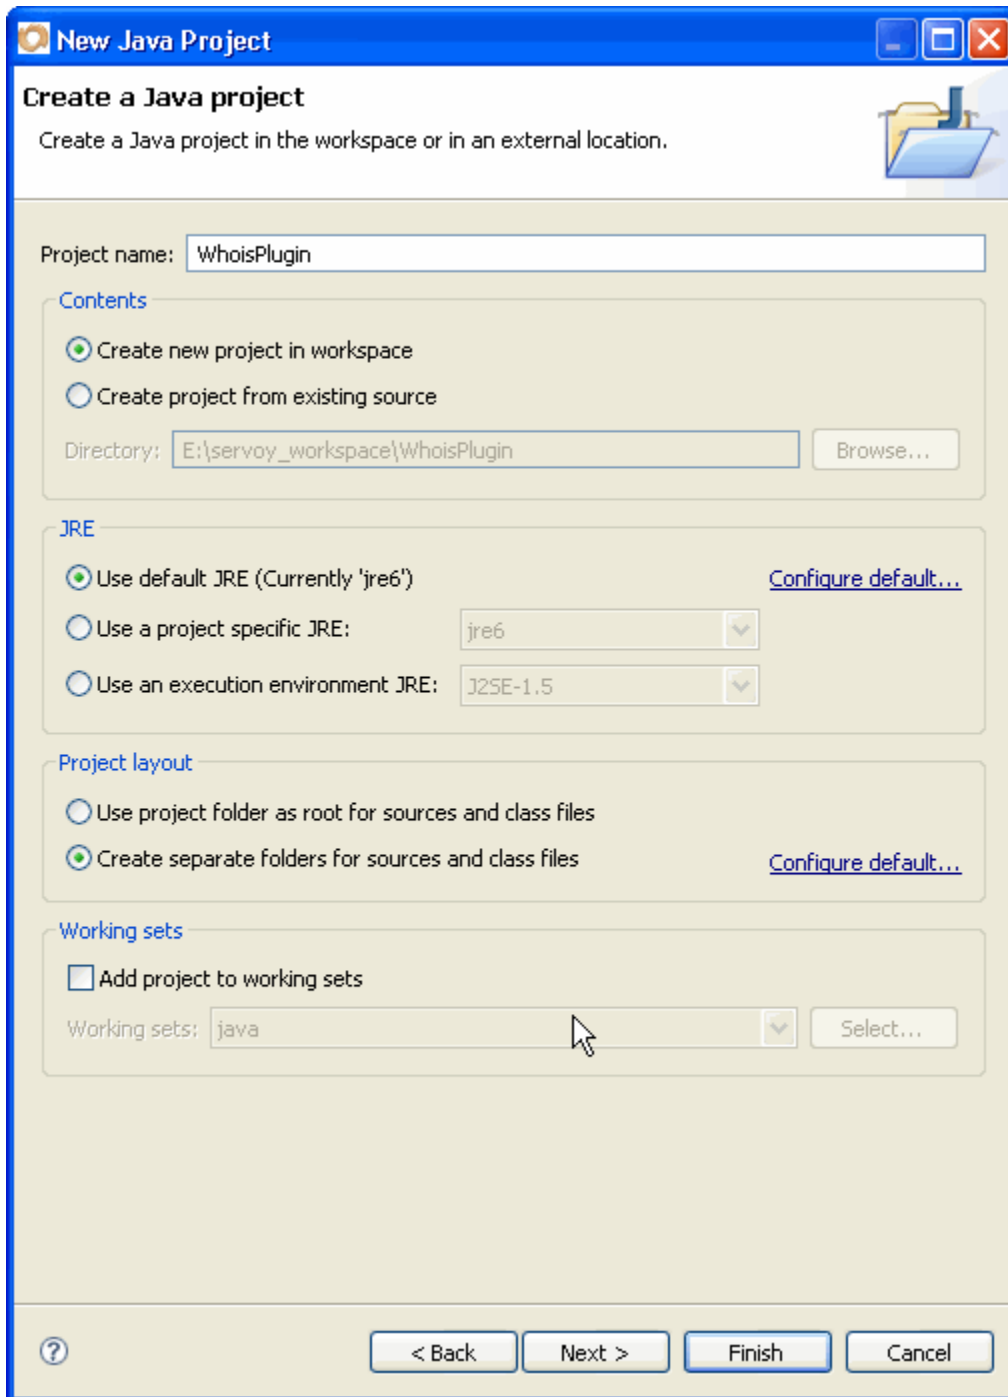 New Java Project
Create a Java project
Create a Java project in the workspace or in an external location.
Project name: WhoisPlugin
Contents
Create new project in workspace
Create project from existing source
Directory: E:\servoy_workspace\WhoisPlugin Browse...
JRE
Use default JRE (Currently 'jre6') Configure default...
Use a project specific JRE: jre6
Use an execution environment JRE: J2SE-1.5
Project layout
Use project folder as root for sources and class files
Create separate folders for sources and class files Configure default...
Working sets
Add project to working sets
Working sets: java Select...
? < Back Next > Finish Cancel